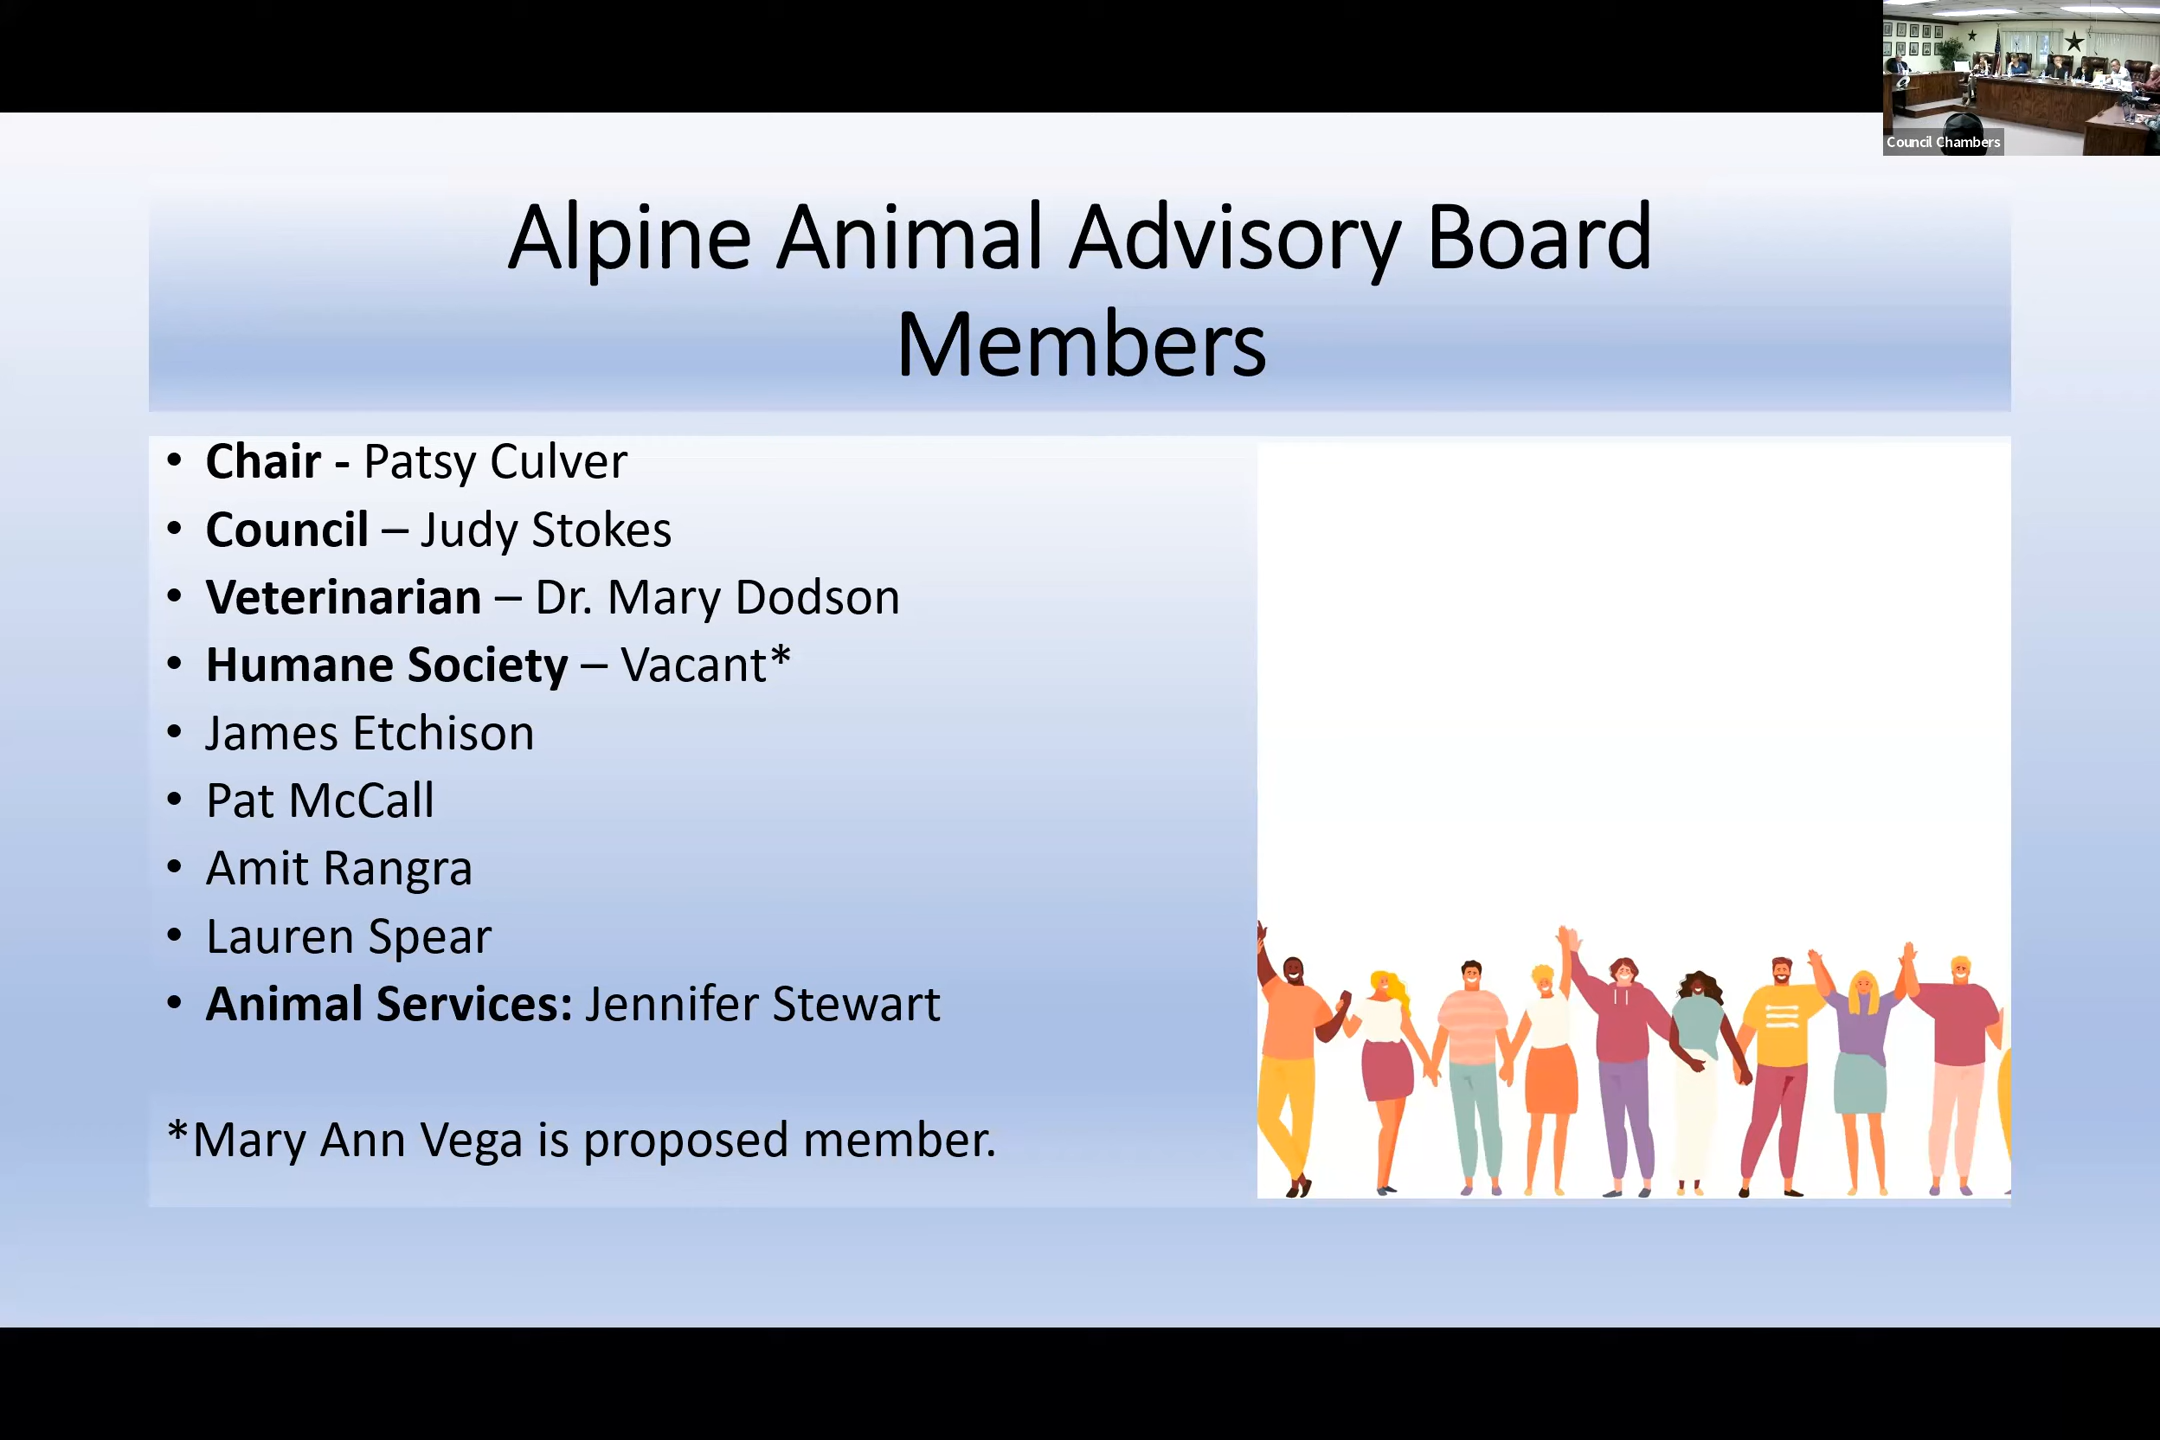 Council Chambers
Alpine Animal Advisory Board
Members
• Chair - Patsy Culver
• Council – Judy Stokes
• Veterinarian – Dr. Mary Dodson
• Humane Society – Vacant*
• James Etchison
• Pat McCall
• Amit Rangra
• Lauren Spear
• Animal Services: Jennifer Stewart
*Mary Ann Vega is proposed member.